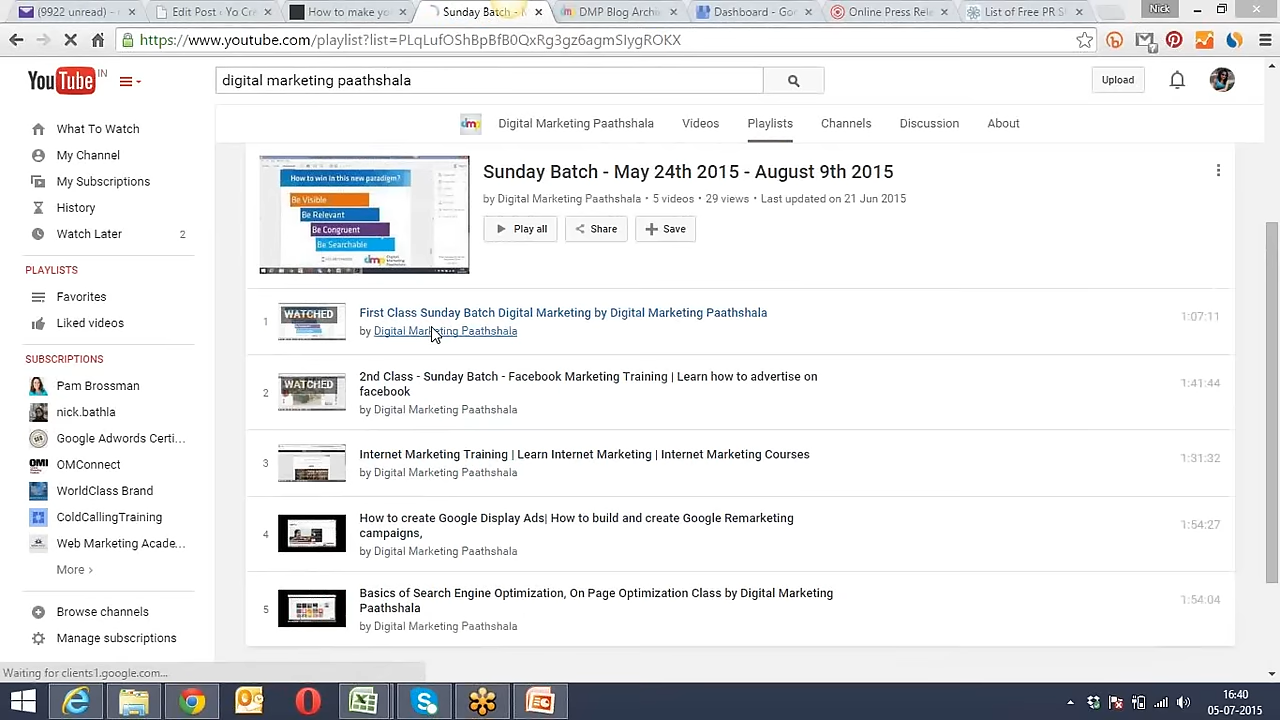 (9922 unread) -
Edit Post ‹ Yo Cr
How to make you
Sunday Batch -
DMP Blog Arch
Dashboard - Go
Online Press Rel
List of Free PR S
Nick
https://www.youtube.com/playlist?list=PLqLufOShBpBfB0QxRg3gz6agmSIygROKX
YouTube IN
digital marketing paathshala
Upload
What To Watch
My Channel
My Subscriptions
History
Watch Later 2
PLAYLISTS
Favorites
Liked videos
SUBSCRIPTIONS
Pam Brossman
nick.bathla
Google Adwords Certi...
OMConnect
WorldClass Brand
ColdCallingTraining
Web Marketing Acade...
More ›
Browse channels
Manage subscriptions
dmy Digital Marketing Paathshala Videos Playlists Channels Discussion About
How to win in this new paradigm?
Be Visible
Be Relevant
Be Congruent
Be Searchable
Sunday Batch - May 24th 2015 - August 9th 2015
by Digital Marketing Paathshala • 5 videos • 29 views • Last updated on 21 Jun 2015
Play all Share Save
1 WATCHED First Class Sunday Batch Digital Marketing by Digital Marketing Paathshala 1:07:11
by Digital Marketing Paathshala
2 WATCHED 2nd Class - Sunday Batch - Facebook Marketing Training | Learn how to advertise on 1:41:44
facebook
by Digital Marketing Paathshala
3 Internet Marketing Training | Learn Internet Marketing | Internet Marketing Courses 1:31:32
by Digital Marketing Paathshala
4 How to create Google Display Ads| How to build and create Google Remarketing 1:54:27
campaigns,
by Digital Marketing Paathshala
5 Basics of Search Engine Optimization, On Page Optimization Class by Digital Marketing 1:54:04
Paathshala
by Digital Marketing Paathshala
Waiting for clients1.google.com...
16:40
05-07-2015